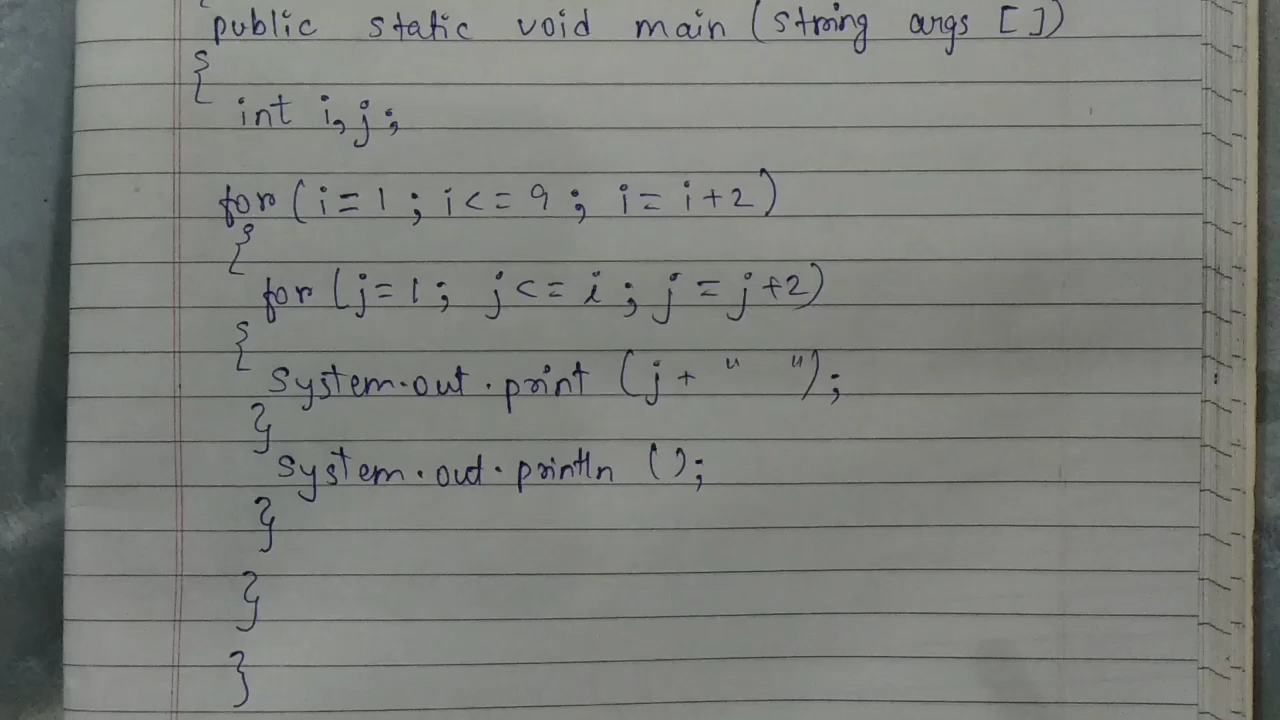 {
public static void main (string args [])
{
int i, j;
for (i=1; i<=9; i=i+2)
{
for (j=1; j<=i; j=j+2)
{
system.out.print (j+" ");
}
system.out.println ();
}
}
}